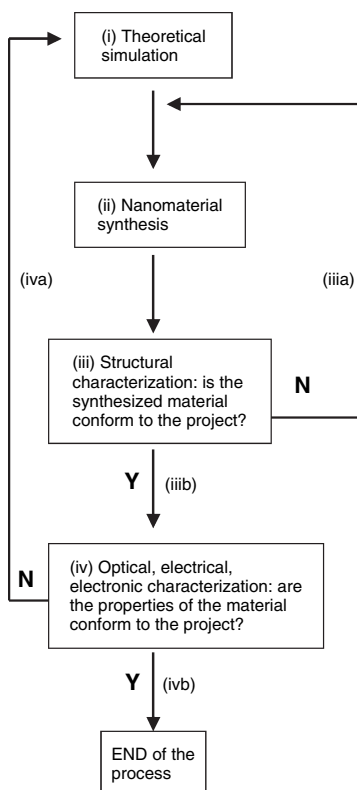 (i) Theoretical
simulation
(ii) Nanomaterial
synthesis
(iva)
(iiia)
(iii) Structural
characterization: is the
synthesized material
conform to the project?
N
Y
(iiib)
N
(iv) Optical, electrical,
electronic characterization: are
the properties of the material
conform to the project?
Y
(ivb)
END of the
process